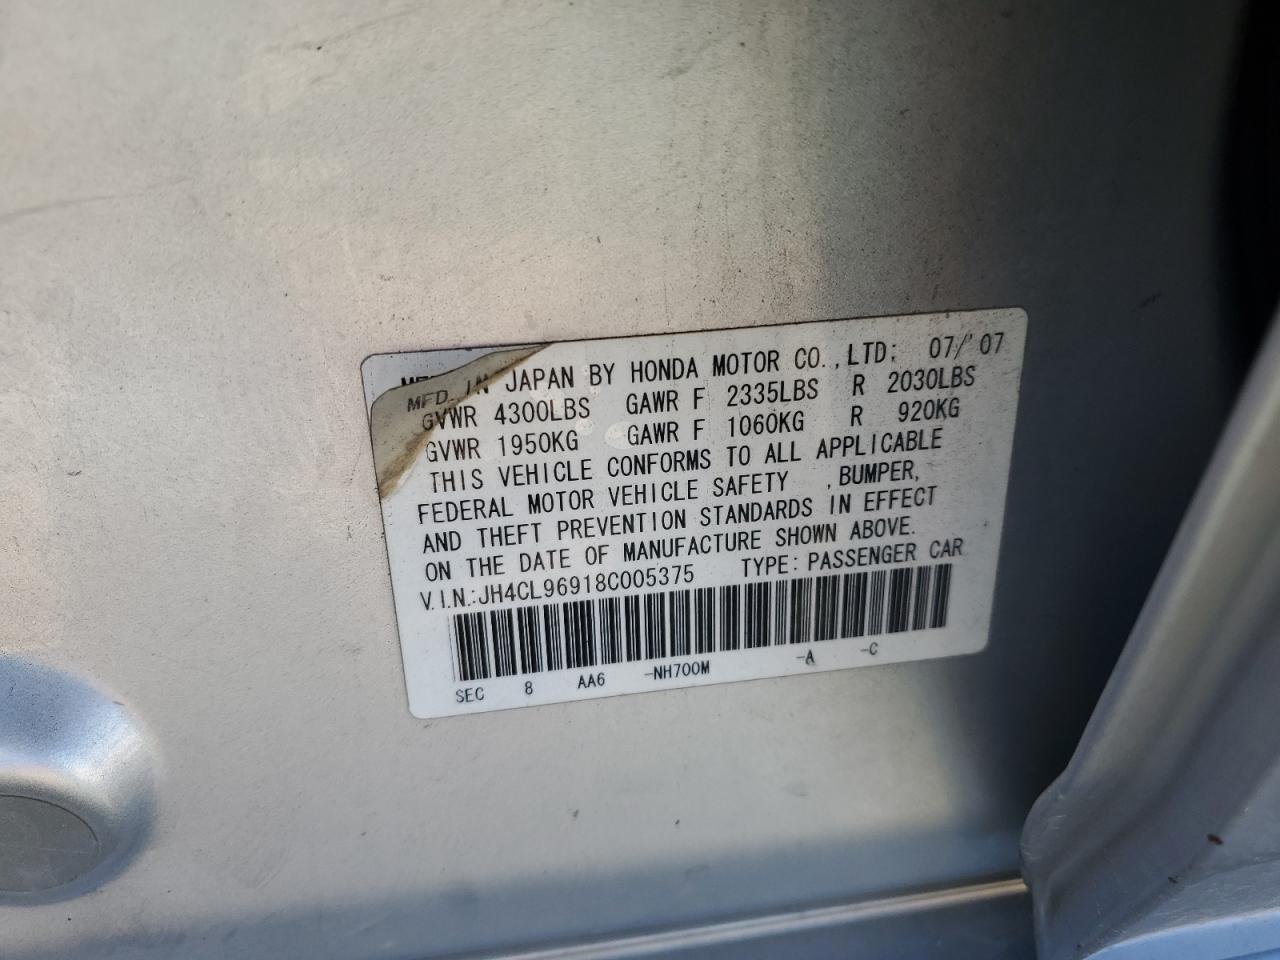 MFD. IN JAPAN BY HONDA MOTOR CO.,LTD: 07/'07
GVWR 4300LBS GAWR F 2335LBS R 2030LBS
GVWR 1950KG GAWR F 1060KG R 920KG
THIS VEHICLE CONFORMS TO ALL APPLICABLE
FEDERAL MOTOR VEHICLE SAFETY ,BUMPER,
AND THEFT PREVENTION STANDARDS IN EFFECT
ON THE DATE OF MANUFACTURE SHOWN ABOVE.
V.I.N.:JH4CL96918C005375 TYPE:PASSENGER CAR
SEC 8 AA6 -NH700M -A -C